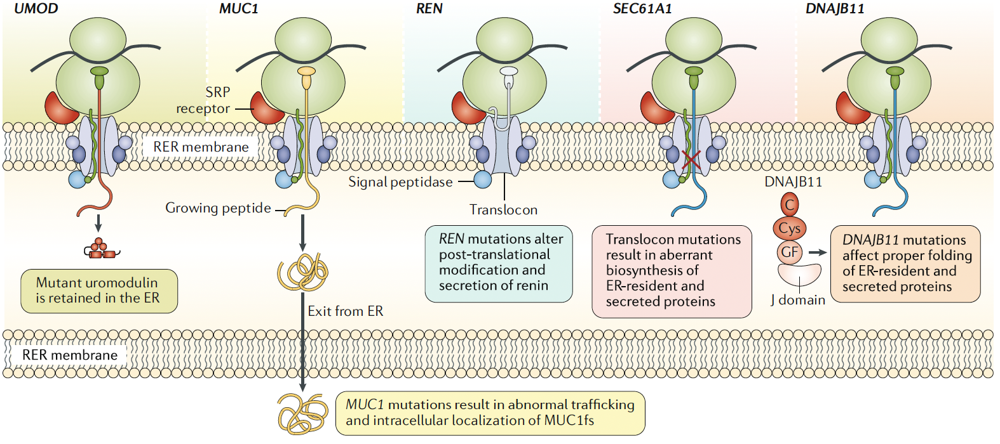 UMOD
MUC1
REN
SEC61A1
DNAJB11
SRP
receptor
RER membrane
Signal peptidase
Growing peptide
Translocon
DNAJB11
C
Cys
GF
J domain
Mutant uromodulin
is retained in the ER
REN mutations alter
post-translational
modification and
secretion of renin
Translocon mutations
result in aberrant
biosynthesis of
ER-resident and
secreted proteins
DNAJB11 mutations
affect proper folding
of ER-resident and
secreted proteins
Exit from ER
RER membrane
MUC1 mutations result in abnormal trafficking
and intracellular localization of MUC1fs